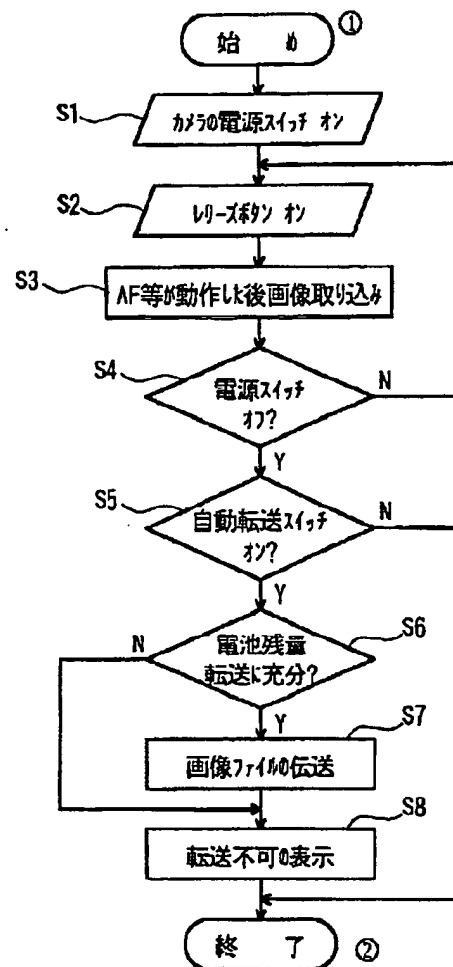 始 め ①
S1
カメラの電源スイッチ オン
S2
レリーズボタン オン
S3
AF等が動作した後画像取り込み
S4
電源スイッチ
オフ?
N
Y
S5
自動転送スイッチ
オン?
N
Y
S6
電池残量
転送に充分?
N
Y
S7
画像ファイルの伝送
S8
転送不可の表示
終 了 ②